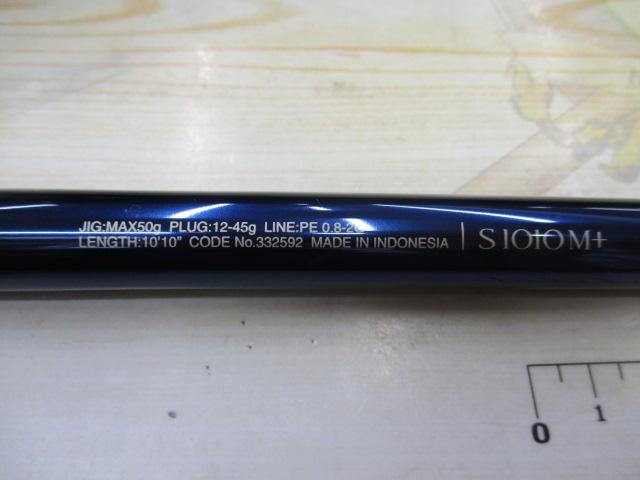 JIG:MAX50g PLUG:12-45g LINE:PE 0.8-2
LENGTH:10'10" CODE No.332592 MADE IN INDONESIA
S1010M+
0 1